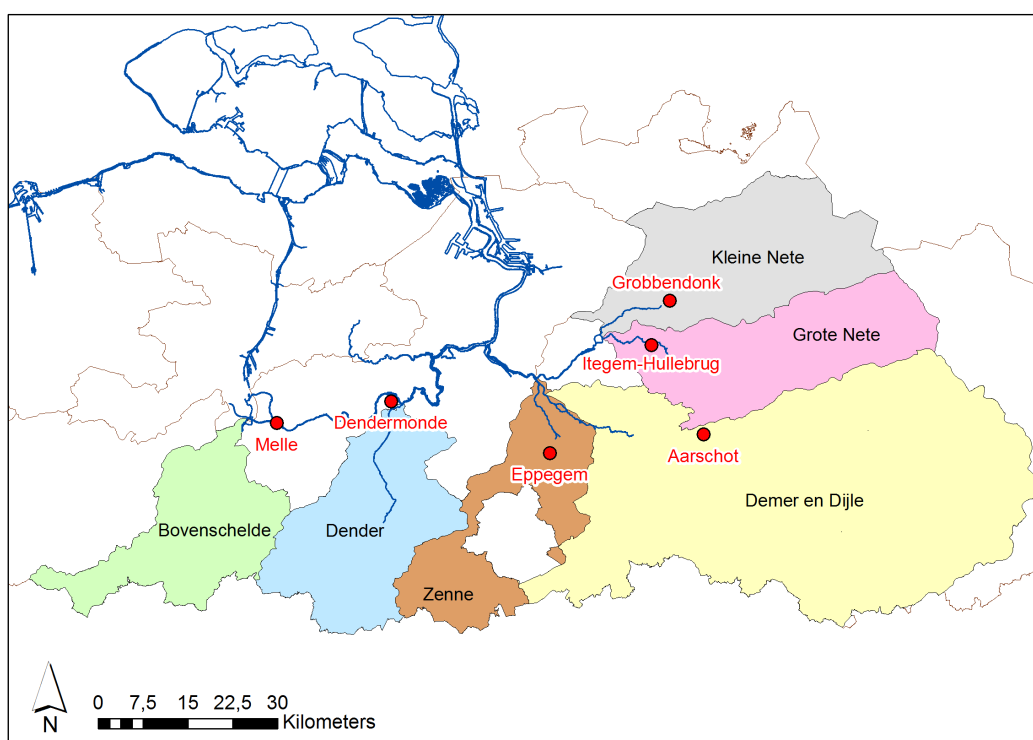 Kleine Nete
Grobbendonk
Grote Nete
Itegem-Hullebrug
Dendermonde
Melle
Aarschot
Eppegem
Demer en Dijle
Bovenschelde
Dender
Zenne
N
0 7,5 15 22,5 30
Kilometers